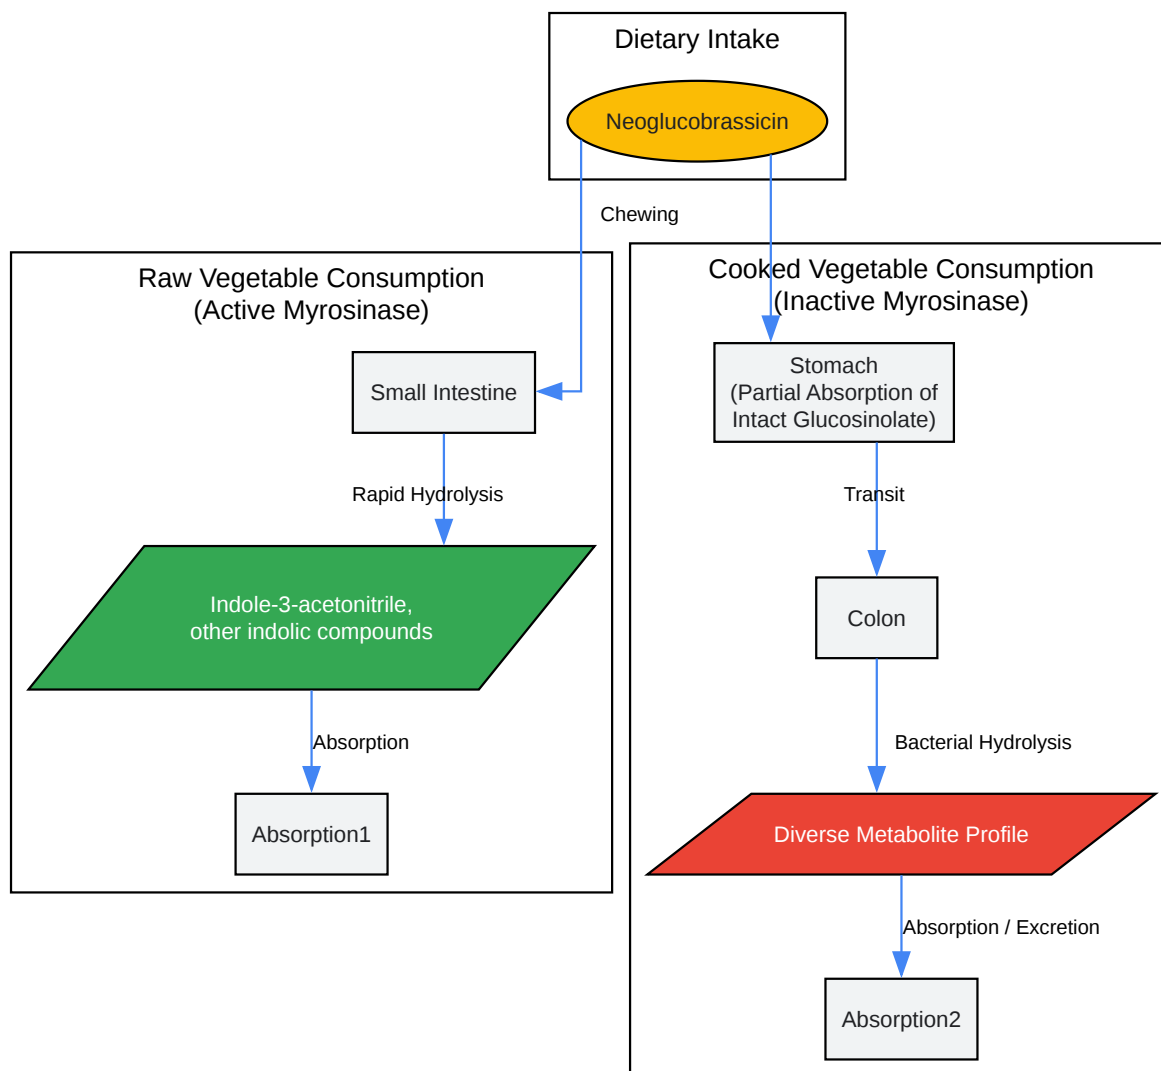 Dietary Intake
Neoglucobrassicin
Chewing
Raw Vegetable Consumption
(Active Myrosinase)
Small Intestine
Rapid Hydrolysis
Indole-3-acetonitrile,
other indolic compounds
Absorption
Absorption1
Cooked Vegetable Consumption
(Inactive Myrosinase)
Stomach
(Partial Absorption of
Intact Glucosinolate)
Transit
Colon
Bacterial Hydrolysis
Diverse Metabolite Profile
Absorption / Excretion
Absorption2